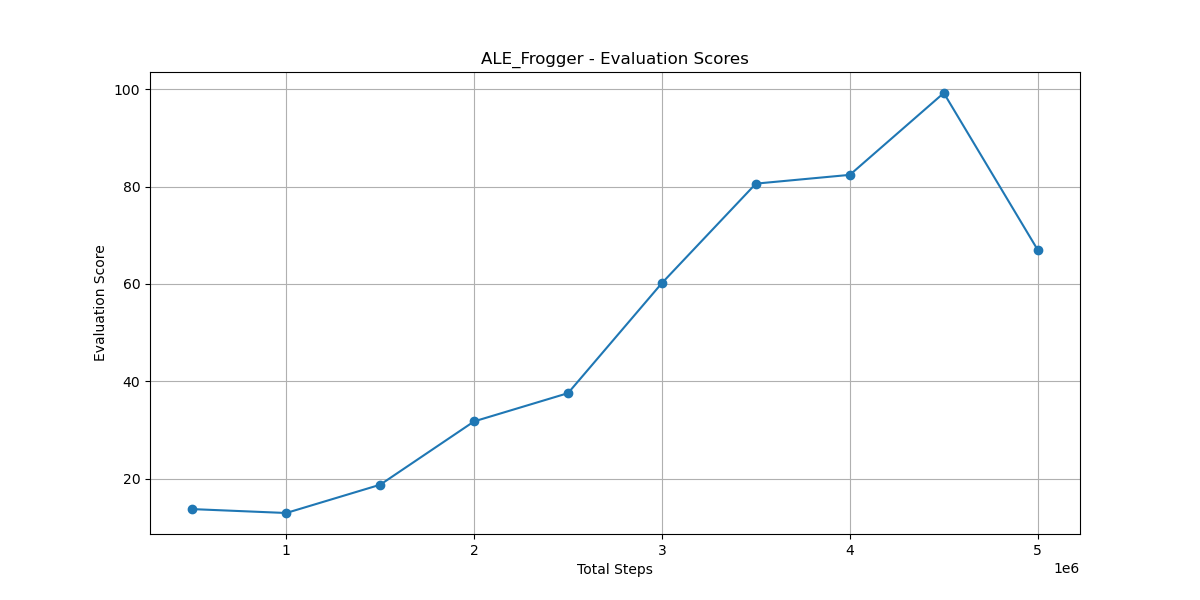 ALE_Frogger - Evaluation Scores
100
80
60
40
20
Evaluation Score
1
2
3
4
5
Total Steps
1e6